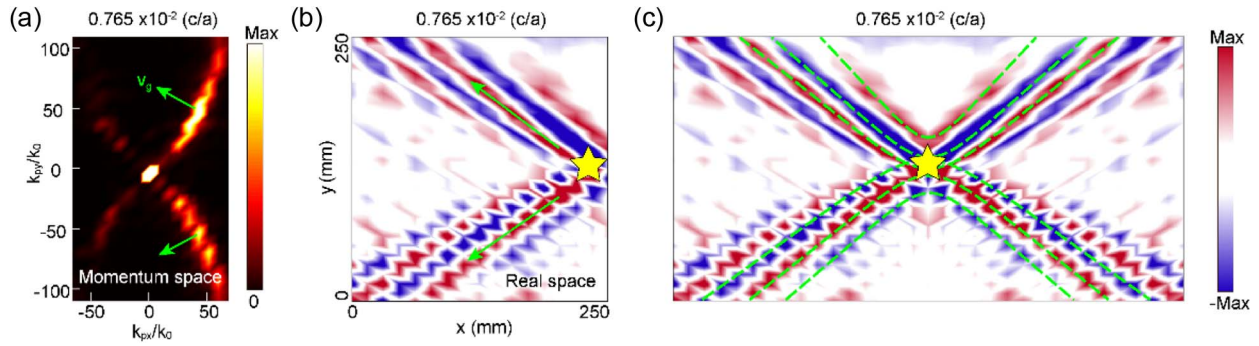 (a)
0.765 x10⁻² (c/a)
Max
100
50
0
-50
-100
k_py/k_0
v_g
Momentum space
0
-50
0
50
k_px/k_0
(b)
0.765 x10⁻² (c/a)
250
0
y (mm)
Real space
0
250
x (mm)
(c)
0.765 x10⁻² (c/a)
Max
-Max